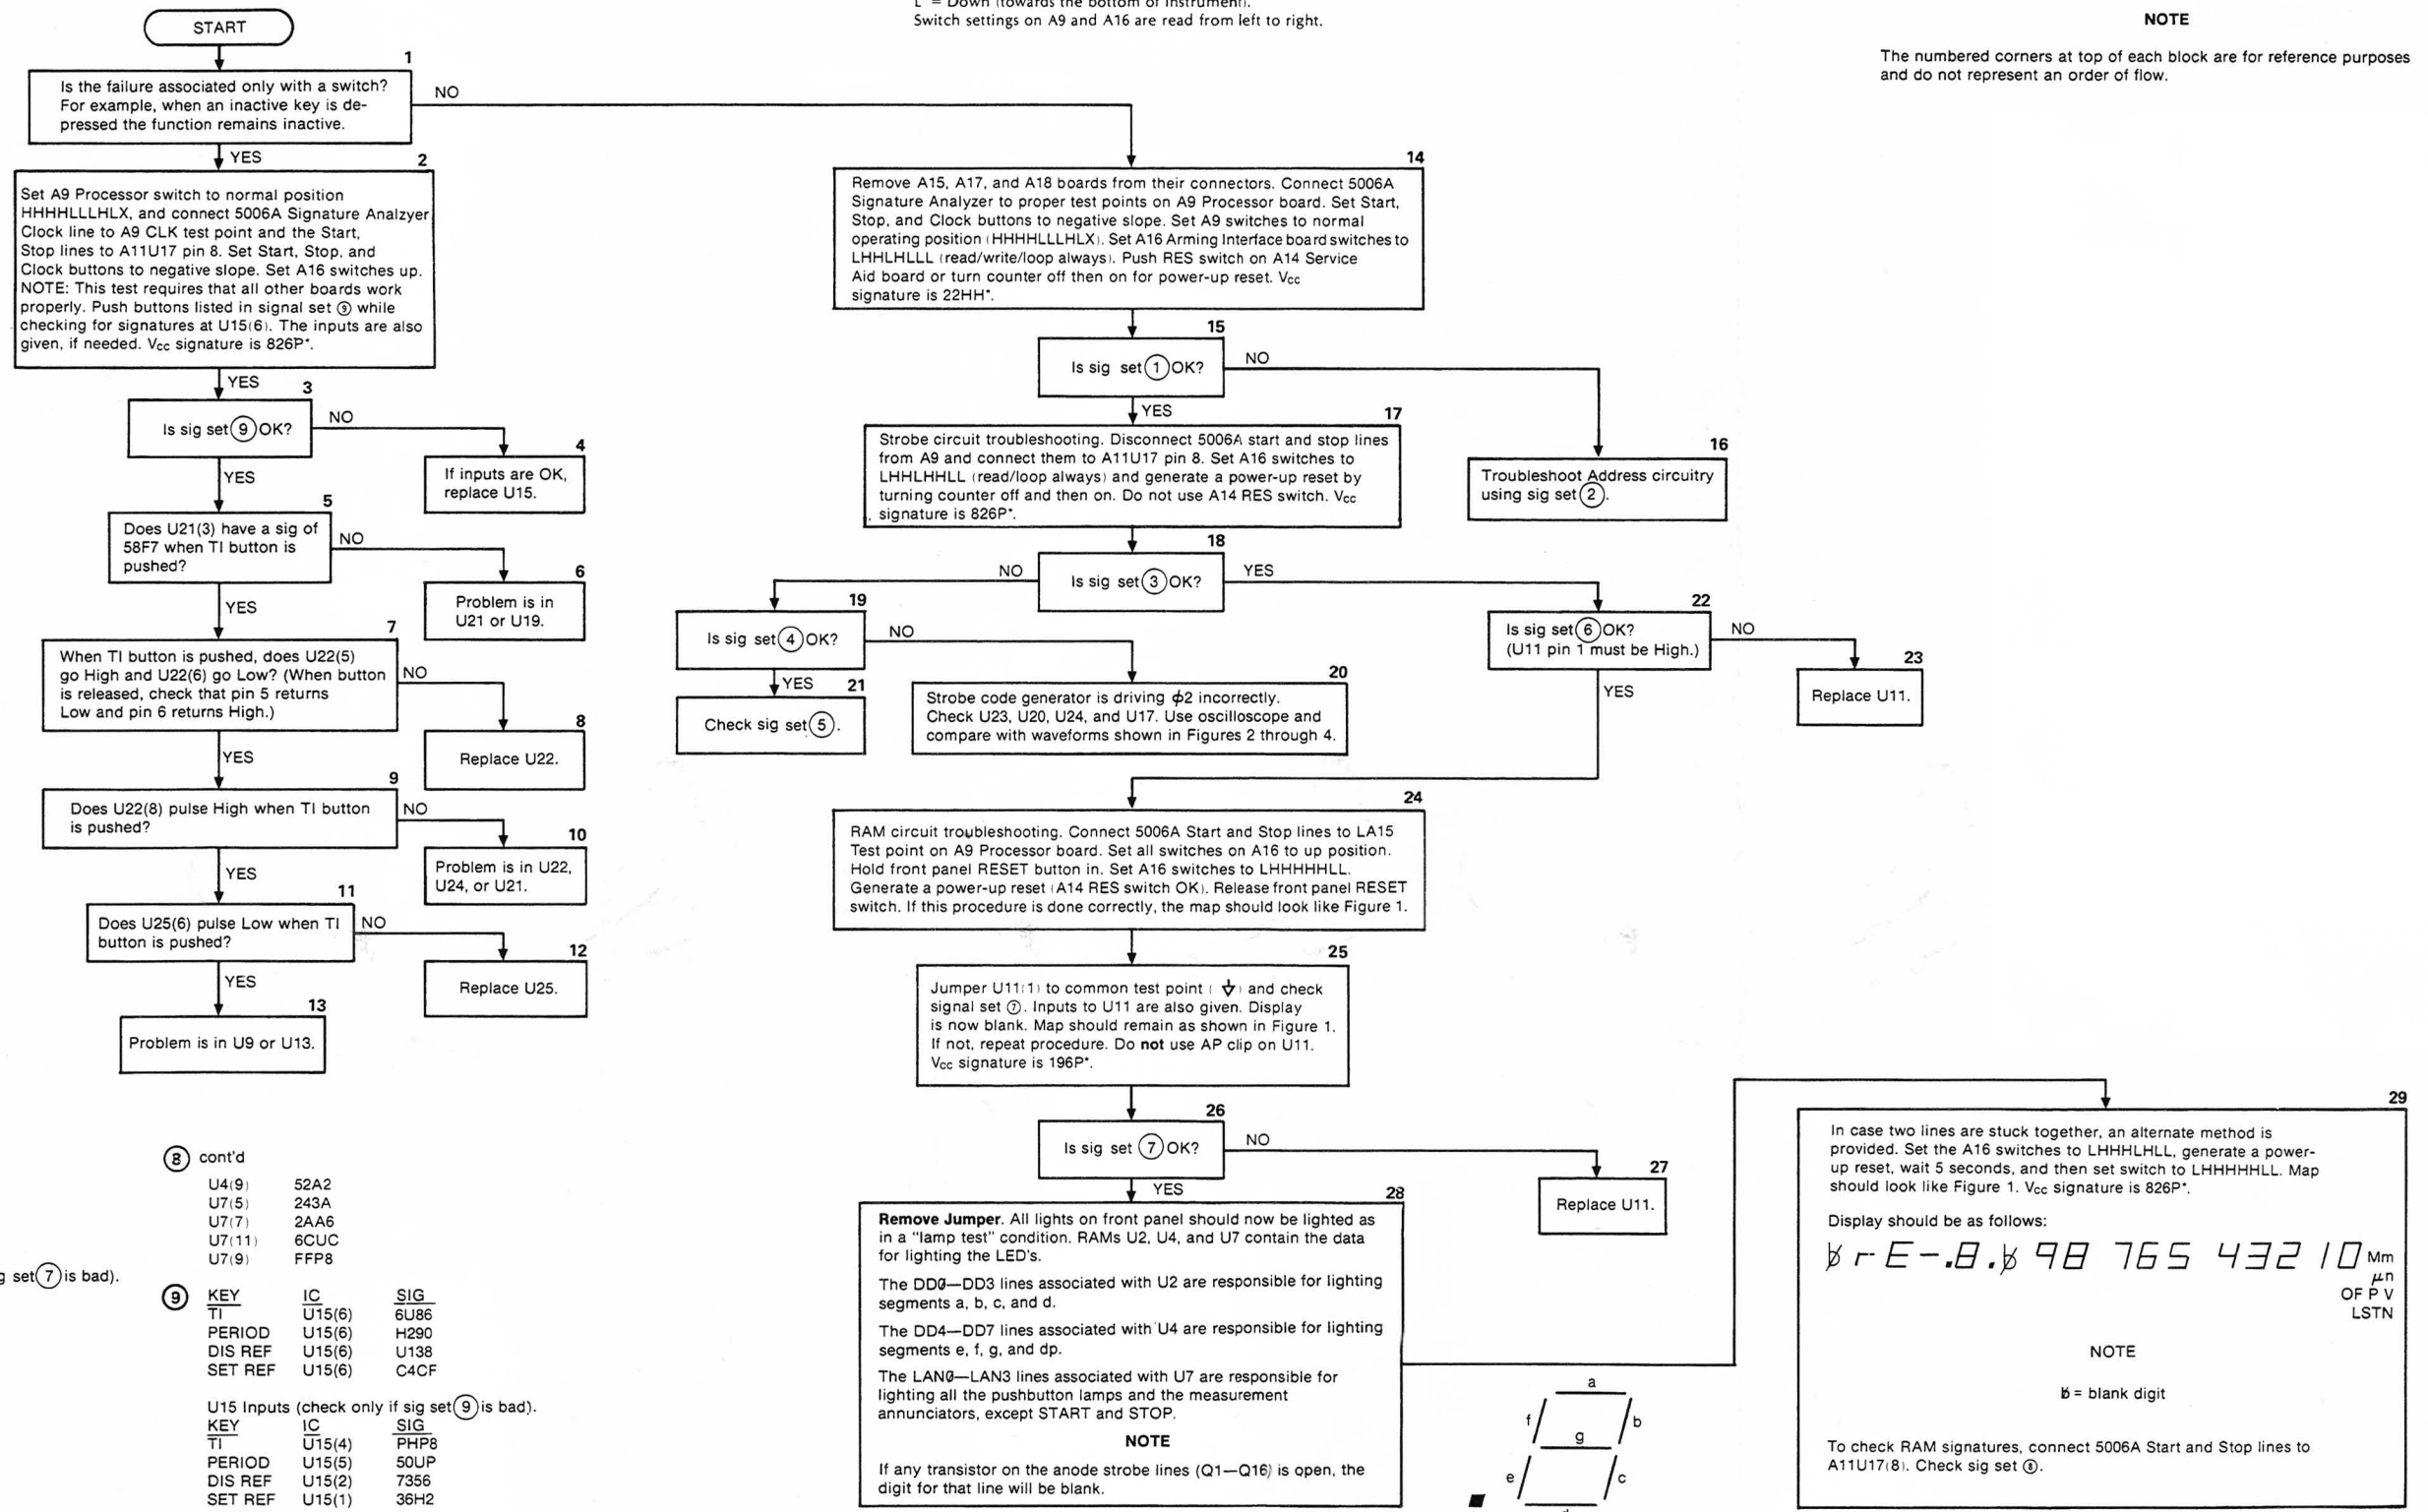 L = Down (towards the bottom of instrument).
Switch settings on A9 and A16 are read from left to right.
NOTE
The numbered corners at top of each block are for reference purposes
and do not represent an order of flow.
START
1
Is the failure associated only with a switch?
For example, when an inactive key is de-
pressed the function remains inactive.
NO
YES
2
Set A9 Processor switch to normal position
HHHHLLLHLX, and connect 5006A Signature Analzyer
Clock line to A9 CLK test point and the Start,
Stop lines to A11U17 pin 8. Set Start, Stop, and
Clock buttons to negative slope. Set A16 switches up.
NOTE: This test requires that all other boards work
properly. Push buttons listed in signal set ⑨ while
checking for signatures at U15(6). The inputs are also
given, if needed. Vcc signature is 826P*.
YES
3
Is sig set ⑨ OK?
NO
YES
4
If inputs are OK,
replace U15.
5
Does U21(3) have a sig of
58F7 when TI button is
pushed?
NO
YES
6
Problem is in
U21 or U19.
7
When TI button is pushed, does U22(5)
go High and U22(6) go Low? (When button
is released, check that pin 5 returns
Low and pin 6 returns High.)
NO
YES
8
Replace U22.
9
Does U22(8) pulse High when TI button
is pushed?
NO
YES
10
Problem is in U22,
U24, or U21.
11
Does U25(6) pulse Low when TI
button is pushed?
NO
YES
12
Replace U25.
13
Problem is in U9 or U13.
14
Remove A15, A17, and A18 boards from their connectors. Connect 5006A
Signature Analyzer to proper test points on A9 Processor board. Set Start,
Stop, and Clock buttons to negative slope. Set A9 switches to normal
operating position (HHHHLLLHLX). Set A16 Arming Interface board switches to
LHHLHLLL (read/write/loop always). Push RES switch on A14 Service
Aid board or turn counter off then on for power-up reset. Vcc
signature is 22HH*.
15
Is sig set ① OK?
NO
YES
16
Troubleshoot Address circuitry
using sig set ②.
17
Strobe circuit troubleshooting. Disconnect 5006A start and stop lines
from A9 and connect them to A11U17 pin 8. Set A16 switches to
LHHLHHLL (read/loop always) and generate a power-up reset by
turning counter off and then on. Do not use A14 RES switch. Vcc
signature is 826P*.
18
Is sig set ③ OK?
NO
YES
19
Is sig set ④ OK?
NO
YES
20
Strobe code generator is driving ϕ2 incorrectly.
Check U23, U20, U24, and U17. Use oscilloscope and
compare with waveforms shown in Figures 2 through 4.
21
Check sig set ⑤.
22
Is sig set ⑥ OK?
(U11 pin 1 must be High.)
NO
YES
23
Replace U11.
24
RAM circuit troubleshooting. Connect 5006A Start and Stop lines to LA15
Test point on A9 Processor board. Set all switches on A16 to up position.
Hold front panel RESET button in. Set A16 switches to LHHHHHLL.
Generate a power-up reset (A14 RES switch OK). Release front panel RESET
switch. If this procedure is done correctly, the map should look like Figure 1.
25
Jumper U11(1) to common test point ( ) and check
signal set ⑦. Inputs to U11 are also given. Display
is now blank. Map should remain as shown in Figure 1.
If not, repeat procedure. Do not use AP clip on U11.
Vcc signature is 196P*.
26
Is sig set ⑦ OK?
NO
YES
27
Replace U11.
28
Remove Jumper. All lights on front panel should now be lighted as
in a "lamp test" condition. RAMs U2, U4, and U7 contain the data
for lighting the LED's.
The DD0—DD3 lines associated with U2 are responsible for lighting
segments a, b, c, and d.
The DD4—DD7 lines associated with U4 are responsible for lighting
segments e, f, g, and dp.
The LAN0—LAN3 lines associated with U7 are responsible for
lighting all the pushbutton lamps and the measurement
annunciators, except START and STOP.
NOTE
If any transistor on the anode strobe lines (Q1—Q16) is open, the
digit for that line will be blank.
29
In case two lines are stuck together, an alternate method is
provided. Set the A16 switches to LHHHLHLL, generate a power-
up reset, wait 5 seconds, and then set switch to LHHHHHLL. Map
should look like Figure 1. Vcc signature is 826P*.
Display should be as follows:
ƀ r E -.8.ƀ 98 765 43210 Mm
μn
OF P V
LSTN
NOTE
ƀ = blank digit
To check RAM signatures, connect 5006A Start and Stop lines to
A11U17(8). Check sig set ⑧.
a
f b
g
e c
g set ⑦ is bad).
⑧ cont'd
U4(9) 52A2
U7(5) 243A
U7(7) 2AA6
U7(11) 6CUC
U7(9) FFP8
⑨ KEY IC SIG
TI U15(6) 6U86
PERIOD U15(6) H290
DIS REF U15(6) U138
SET REF U15(6) C4CF
U15 Inputs (check only if sig set ⑨ is bad).
KEY IC SIG
TI U15(4) PHP8
PERIOD U15(5) 50UP
DIS REF U15(2) 7356
SET REF U15(1) 36H2